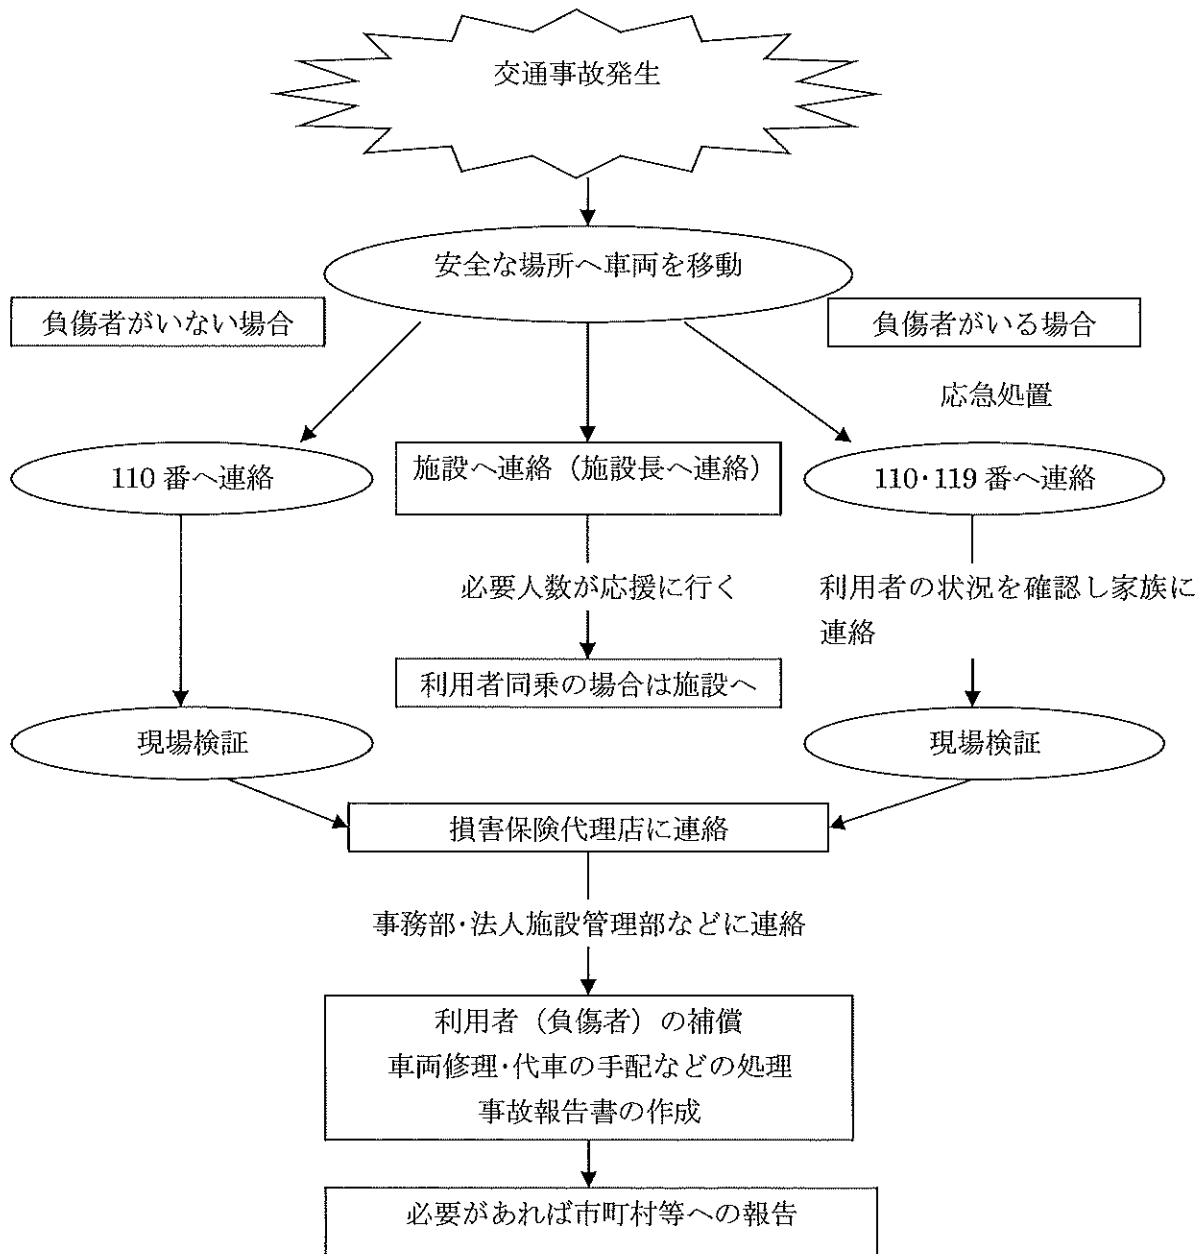 交通事故発生
安全な場所へ車両を移動
負傷者がいない場合
負傷者がいる場合
応急処置
110番へ連絡
施設へ連絡（施設長へ連絡）
110・119番へ連絡
必要人数が応援に行く
利用者の状況を確認し家族に
連絡
利用者同乗の場合は施設へ
現場検証
現場検証
損害保険代理店に連絡
事務部・法人施設管理部などに連絡
利用者（負傷者）の補償
車両修理・代車の手配などの処理
事故報告書の作成
必要があれば市町村等への報告